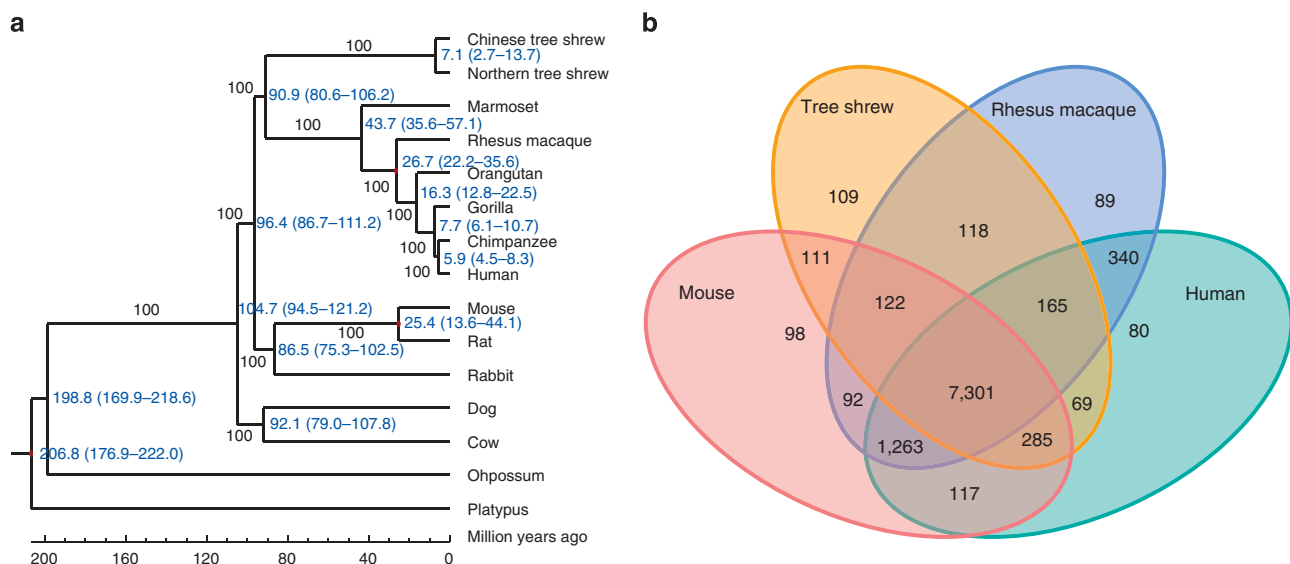 a
100
Chinese tree shrew
7.1 (2.7–13.7)
Northern tree shrew
100
90.9 (80.6–106.2)
Marmoset
100
43.7 (35.6–57.1)
Rhesus macaque
26.7 (22.2–35.6)
Orangutan
100
16.3 (12.8–22.5)
Gorilla
100
7.7 (6.1–10.7)
100
96.4 (86.7–111.2)
Chimpanzee
100
5.9 (4.5–8.3)
Human
100
104.7 (94.5–121.2)
Mouse
100
25.4 (13.6–44.1)
100
Rat
86.5 (75.3–102.5)
100
Rabbit
198.8 (169.9–218.6)
Dog
92.1 (79.0–107.8)
100
Cow
206.8 (176.9–222.0)
Ohpossum
Platypus
Million years ago
200 160 120 80 40 0
b
Tree shrew
Rhesus macaque
109
89
118
111
340
Mouse
122
165
Human
98
80
92
7,301
69
1,263
285
117